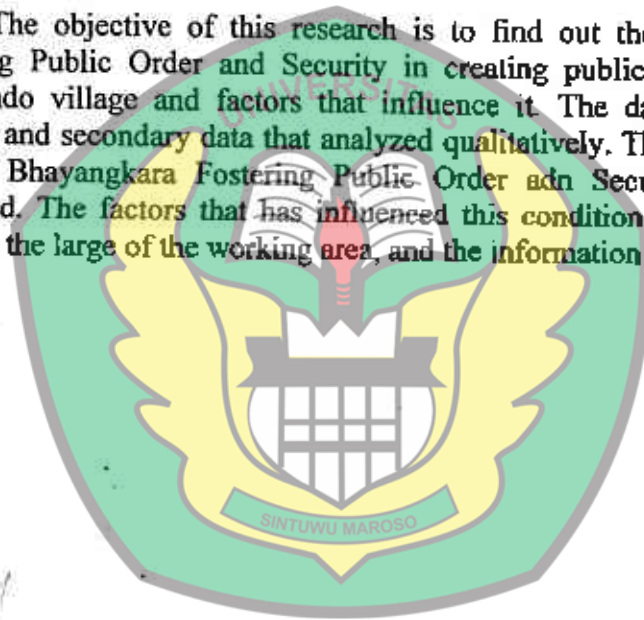 The objective of this research is to find out the
g Public Order and Security in creating public
ndo village and factors that influence it. The da
and secondary data that analyzed qualitatively. Th
Bhayangkara Fostering Public Order adn Secu
d. The factors that has influenced this condition
the large of the working area, and the information
UNIVERSITAS
SINTUWU MAROSO